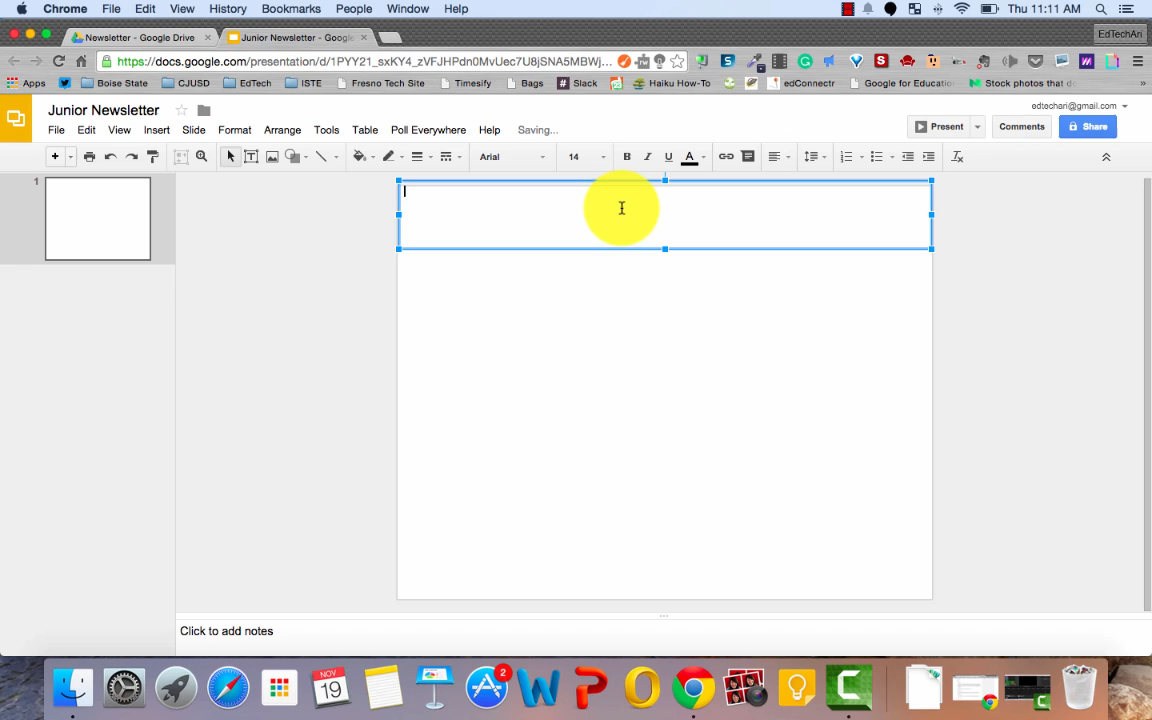 Chrome File Edit View History Bookmarks People Window Help Thu 11:11 AM
Newsletter - Google Drive Junior Newsletter - Google EdTechAri
https://docs.google.com/presentation/d/1PYY21_sxKY4_zVFJHPdn0MvUec7U8jSNA5MBWj...
Apps Boise State CJUSD EdTech ISTE Fresno Tech Site Timesify Bags Slack Haiku How-To edConnectr Google for Educatio Stock photos that d »
Junior Newsletter
edtechari@gmail.com
File Edit View Insert Slide Format Arrange Tools Table Poll Everywhere Help Saving...
Present Comments Share
Arial 14 B I U A
1
Click to add notes
NOV
19
2